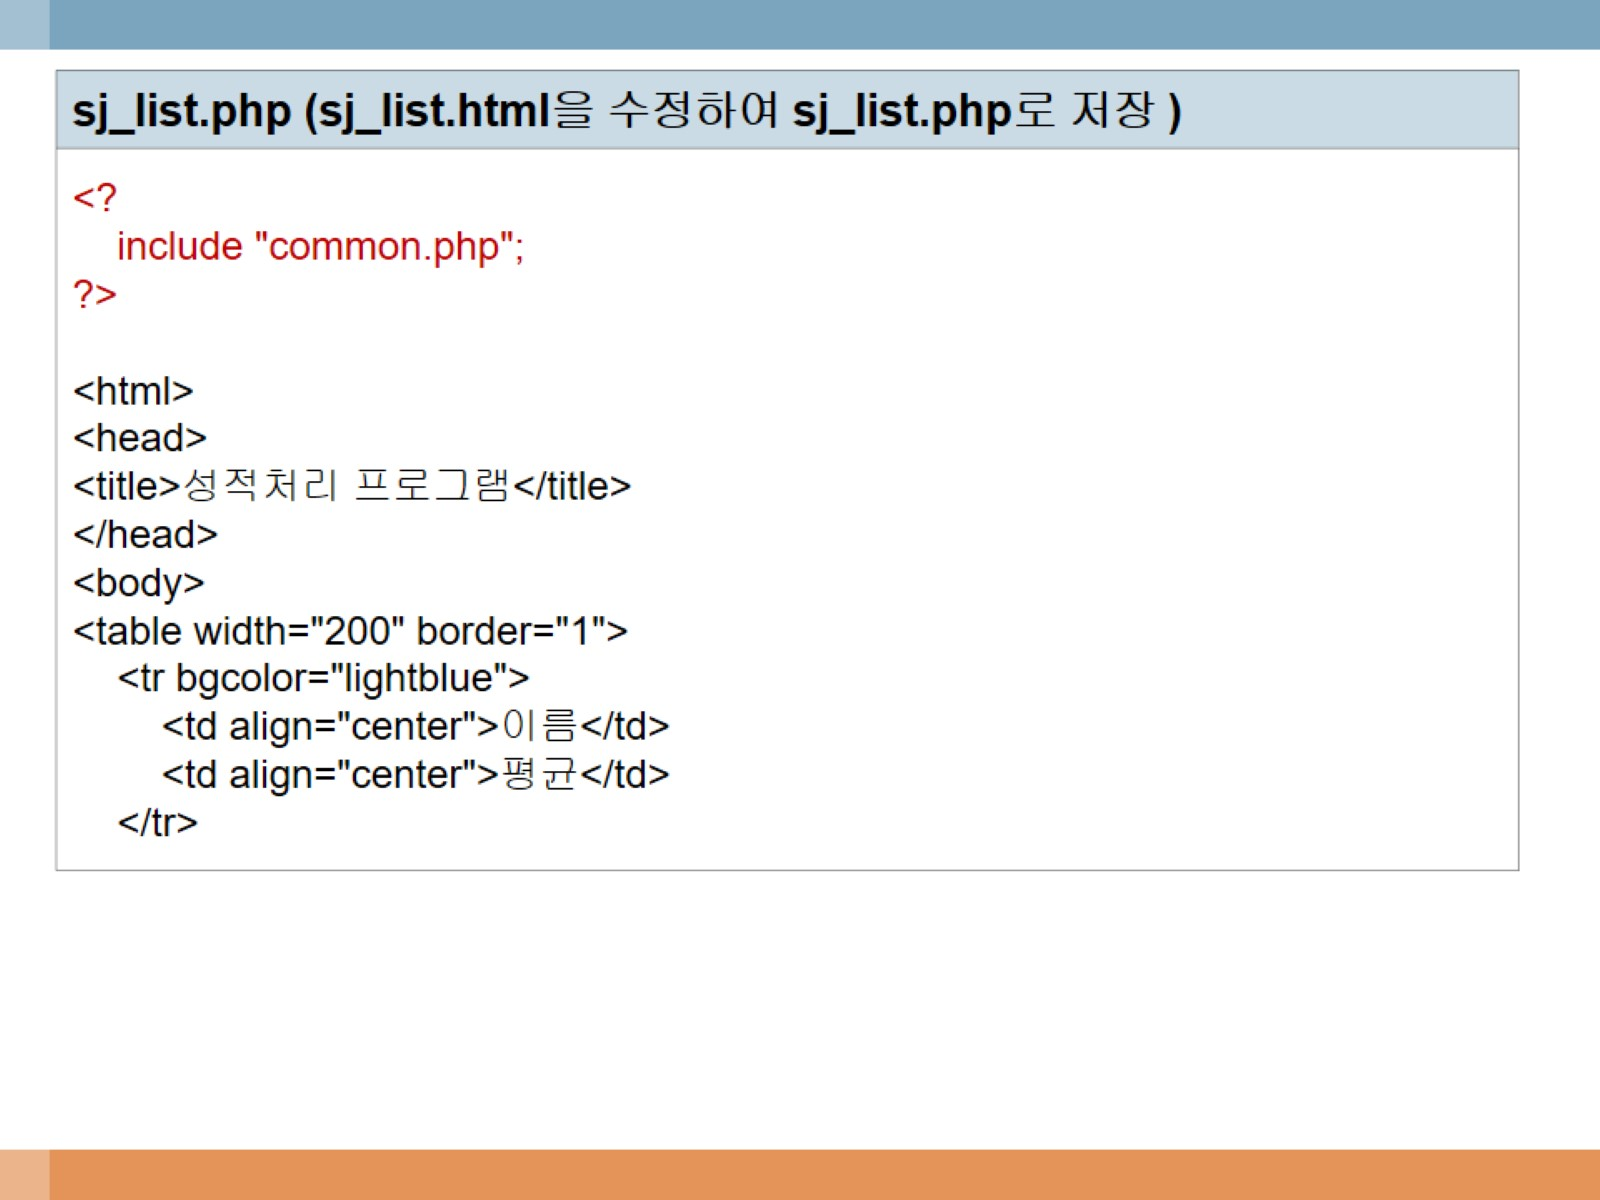 sj_list.php (sj_list.html을 수정하여 sj_list.php로 저장 )
<?
include "common.php";
?>
<html>
<head>
<title>성적처리 프로그램</title>
</head>
<body>
<table width="200" border="1">
<tr bgcolor="lightblue">
<td align="center">이름</td>
<td align="center">평균</td>
</tr>